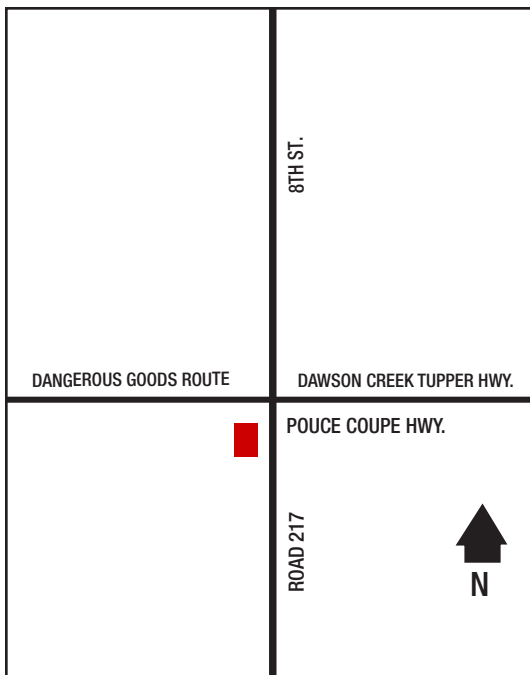 8TH ST.
DANGEROUS GOODS ROUTE
DAWSON CREEK TUPPER HWY.
POUCE COUPE HWY.
ROAD 217
N